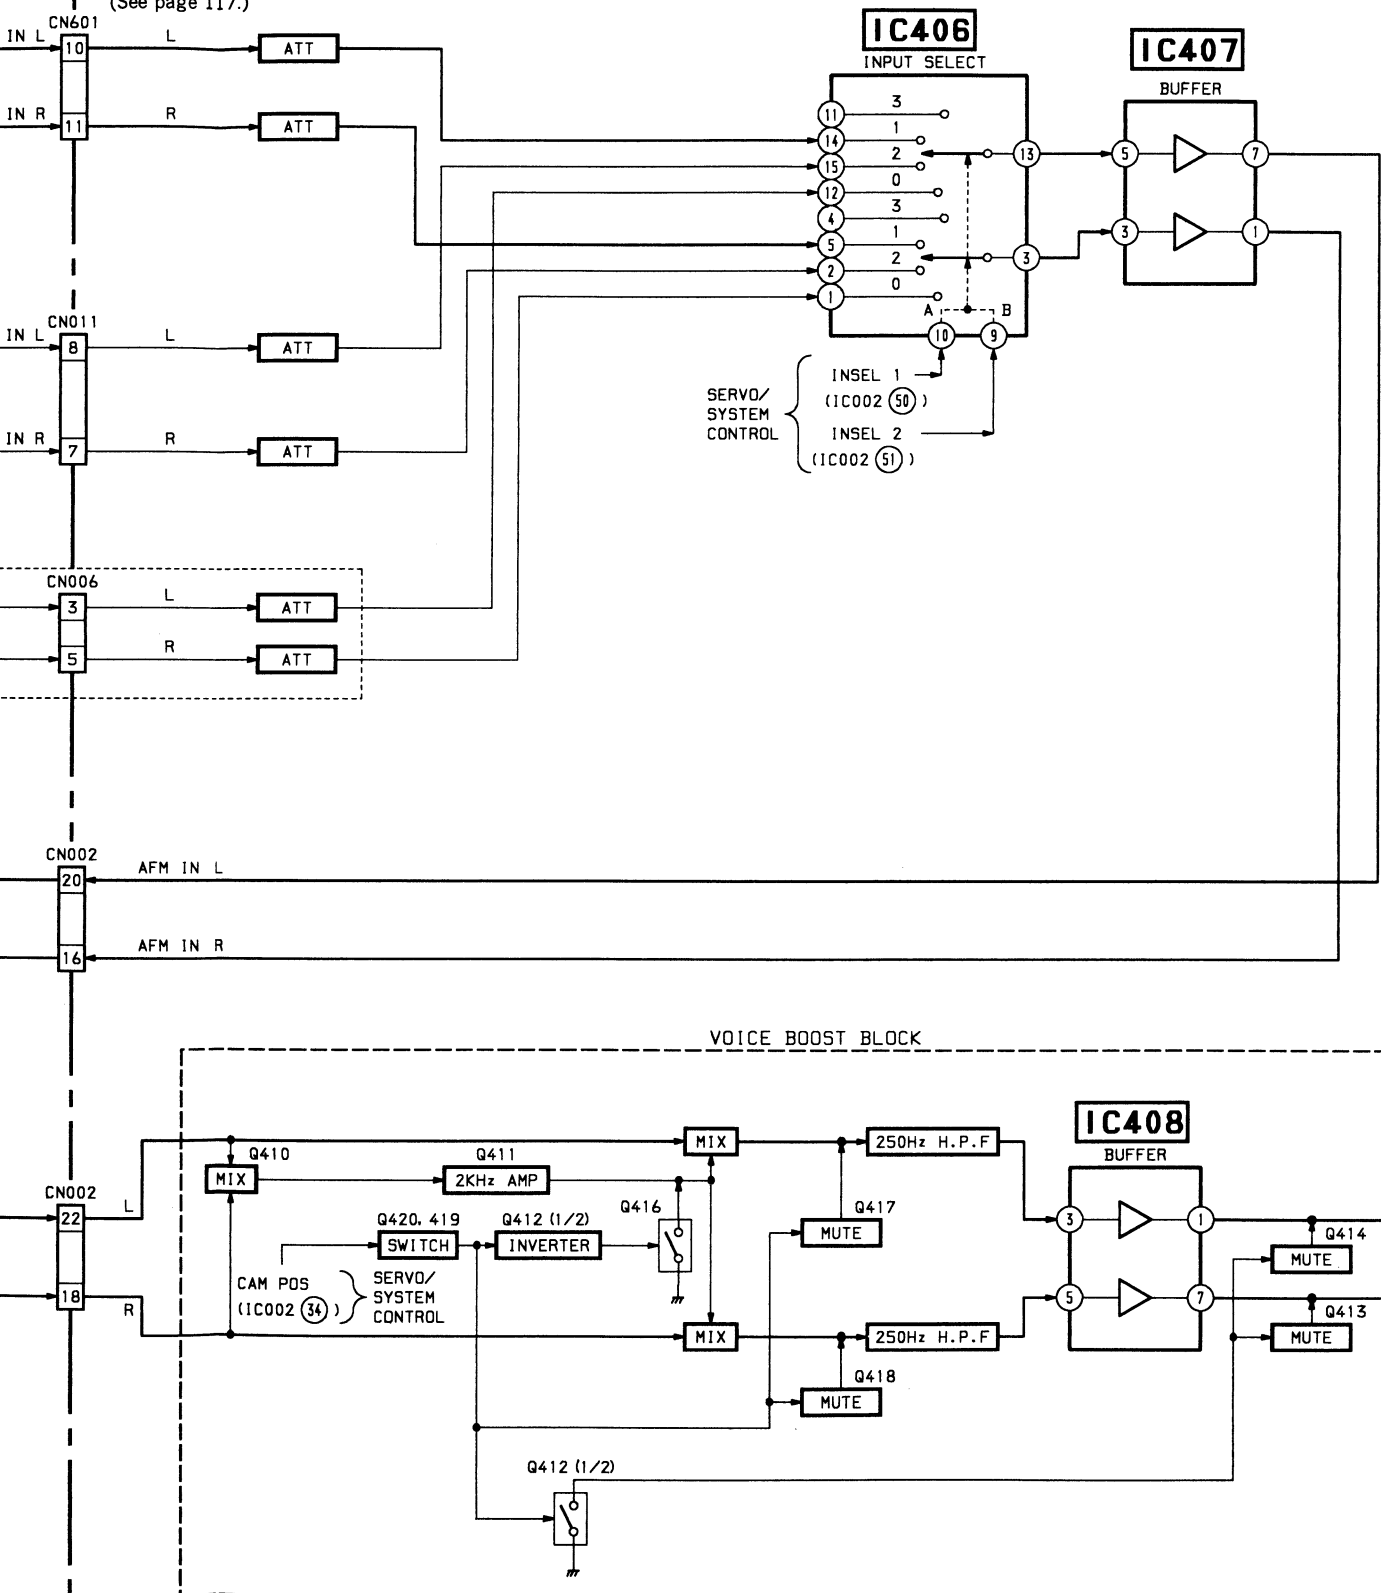 (See page 117.)
CN601
IN L
10
L
ATT
IN R
11
R
ATT
IC406
INPUT SELECT
11
3
14
1
15
2
12
0
4
3
5
1
2
2
1
0
13
3
A
B
10
9
IC407
BUFFER
5
7
3
1
SERVO/
SYSTEM
CONTROL
INSEL 1
(IC002 50)
INSEL 2
(IC002 51)
CN011
IN L
8
L
ATT
IN R
7
R
ATT
CN006
3
L
ATT
5
R
ATT
CN002
20
AFM IN L
16
AFM IN R
VOICE BOOST BLOCK
CN002
22
L
18
R
Q410
MIX
Q411
2KHz AMP
MIX
250Hz H.P.F
IC408
BUFFER
3
1
5
7
Q420, 419
SWITCH
Q412 (1/2)
INVERTER
Q416
Q417
MUTE
Q414
MUTE
Q413
MUTE
CAM POS
(IC002 34)
SERVO/
SYSTEM
CONTROL
MIX
250Hz H.P.F
Q418
MUTE
Q412 (1/2)